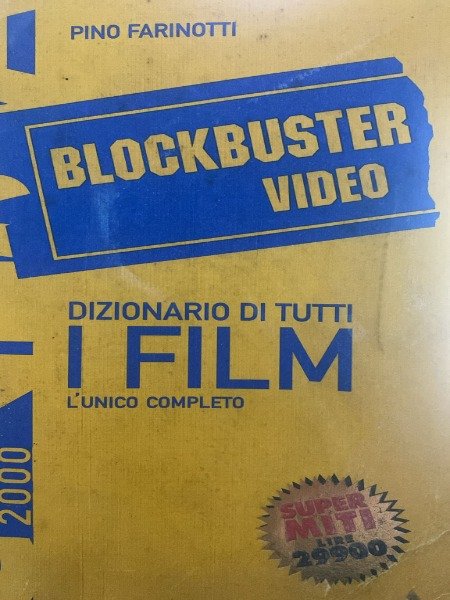 PINO FARINOTTI
BLOCKBUSTER
VIDEO
DIZIONARIO DI TUTTI
I FILM
L'UNICO COMPLETO
2000
SUPER
MITI
LIRE
29900